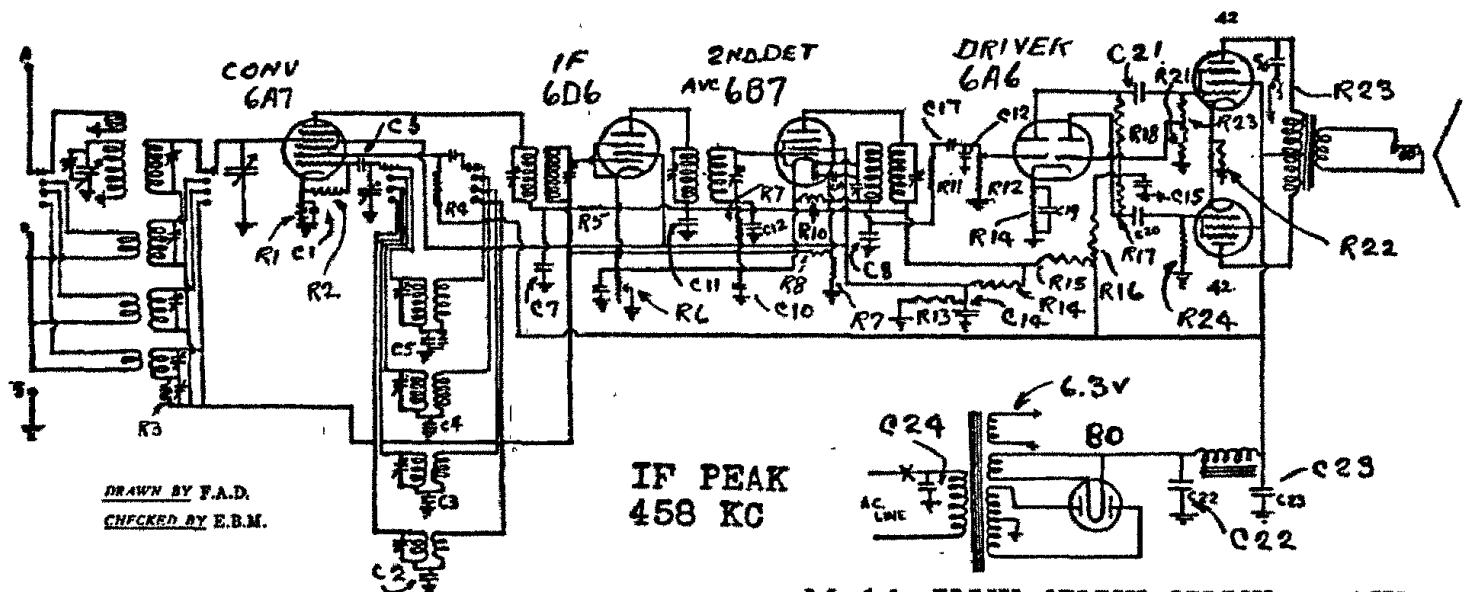 42
CONV
6A7
IF
6D6
2ND.DET
AVC 6B7
DRIVER
6A6
C21
R21
R23
A
C17
C12
R18
R23
C5
R4
R11
R12
C15
R1
C1
R2
R5
R7
C12
R10
C8
R14
C19
C20
R17
R22
C7
R6
C11
R8
C10
R7
R13
C14
R14
R15
R16
R24
42
C5
R3
C4
6.3V
C24
80
IF PEAK
458 KC
C3
A.C.
LINE
C22
C23
C23
C22
DRAWN BY F.A.D.
CHECKED BY E.B.M.
C2